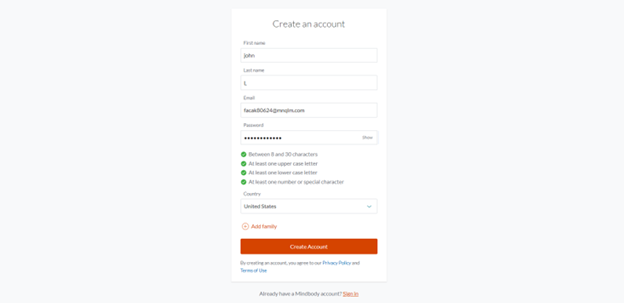 Create an account
First name
John
Last name
L
Email
facak80624@mnqlm.com
Password
Show
Between 8 and 30 characters
At least one upper case letter
At least one lower case letter
At least one number or special character
Country
United States
Add family
Create Account
By creating an account, you agree to our Privacy Policy and
Terms of Use
Already have a Mindbody account? Sign in